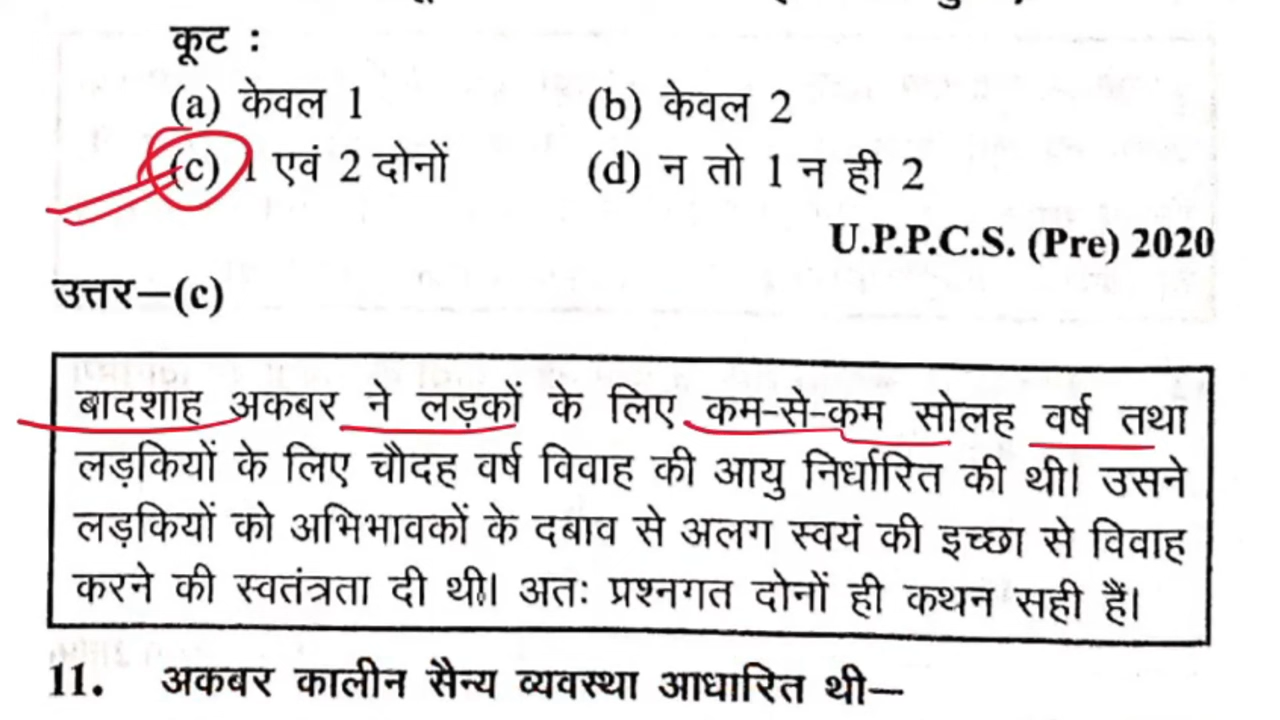 कूट :
(a) केवल 1 (b) केवल 2
(c) 1 एवं 2 दोनों (d) न तो 1 न ही 2
U.P.P.C.S. (Pre) 2020
उत्तर–(c)
बादशाह अकबर ने लड़कों के लिए कम-से-कम सोलह वर्ष तथा
लड़कियों के लिए चौदह वर्ष विवाह की आयु निर्धारित की थी। उसने
लड़कियों को अभिभावकों के दबाव से अलग स्वयं की इच्छा से विवाह
करने की स्वतंत्रता दी थी। अतः प्रश्नगत दोनों ही कथन सही हैं।
11. अकबर कालीन सैन्य व्यवस्था आधारित थी–